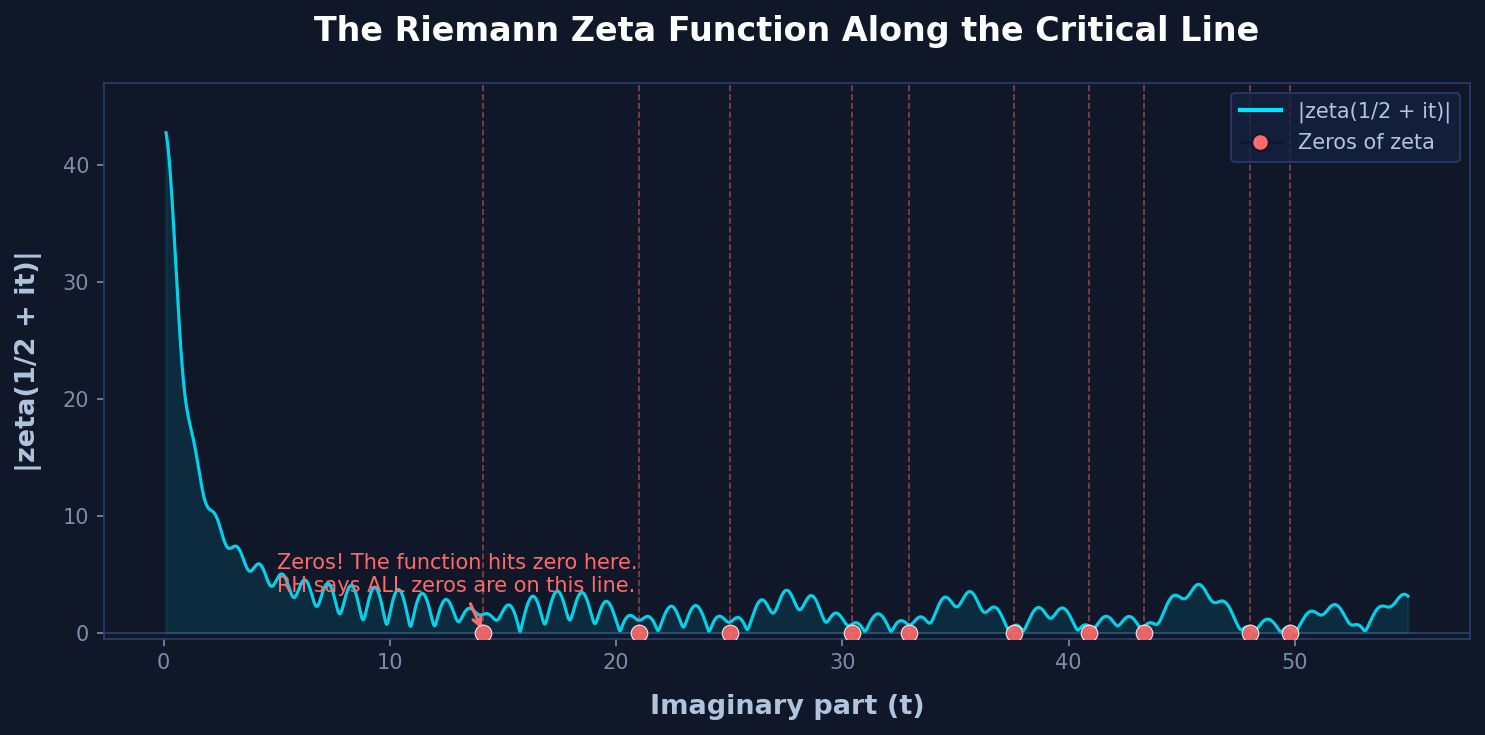 The Riemann Zeta Function Along the Critical Line
|zeta(1/2 + it)|
Zeros of zeta
40
30
20
10
0
|zeta(1/2 + it)|
Zeros! The function hits zero here.
RH says ALL zeros are on this line.
0
10
20
30
40
50
Imaginary part (t)